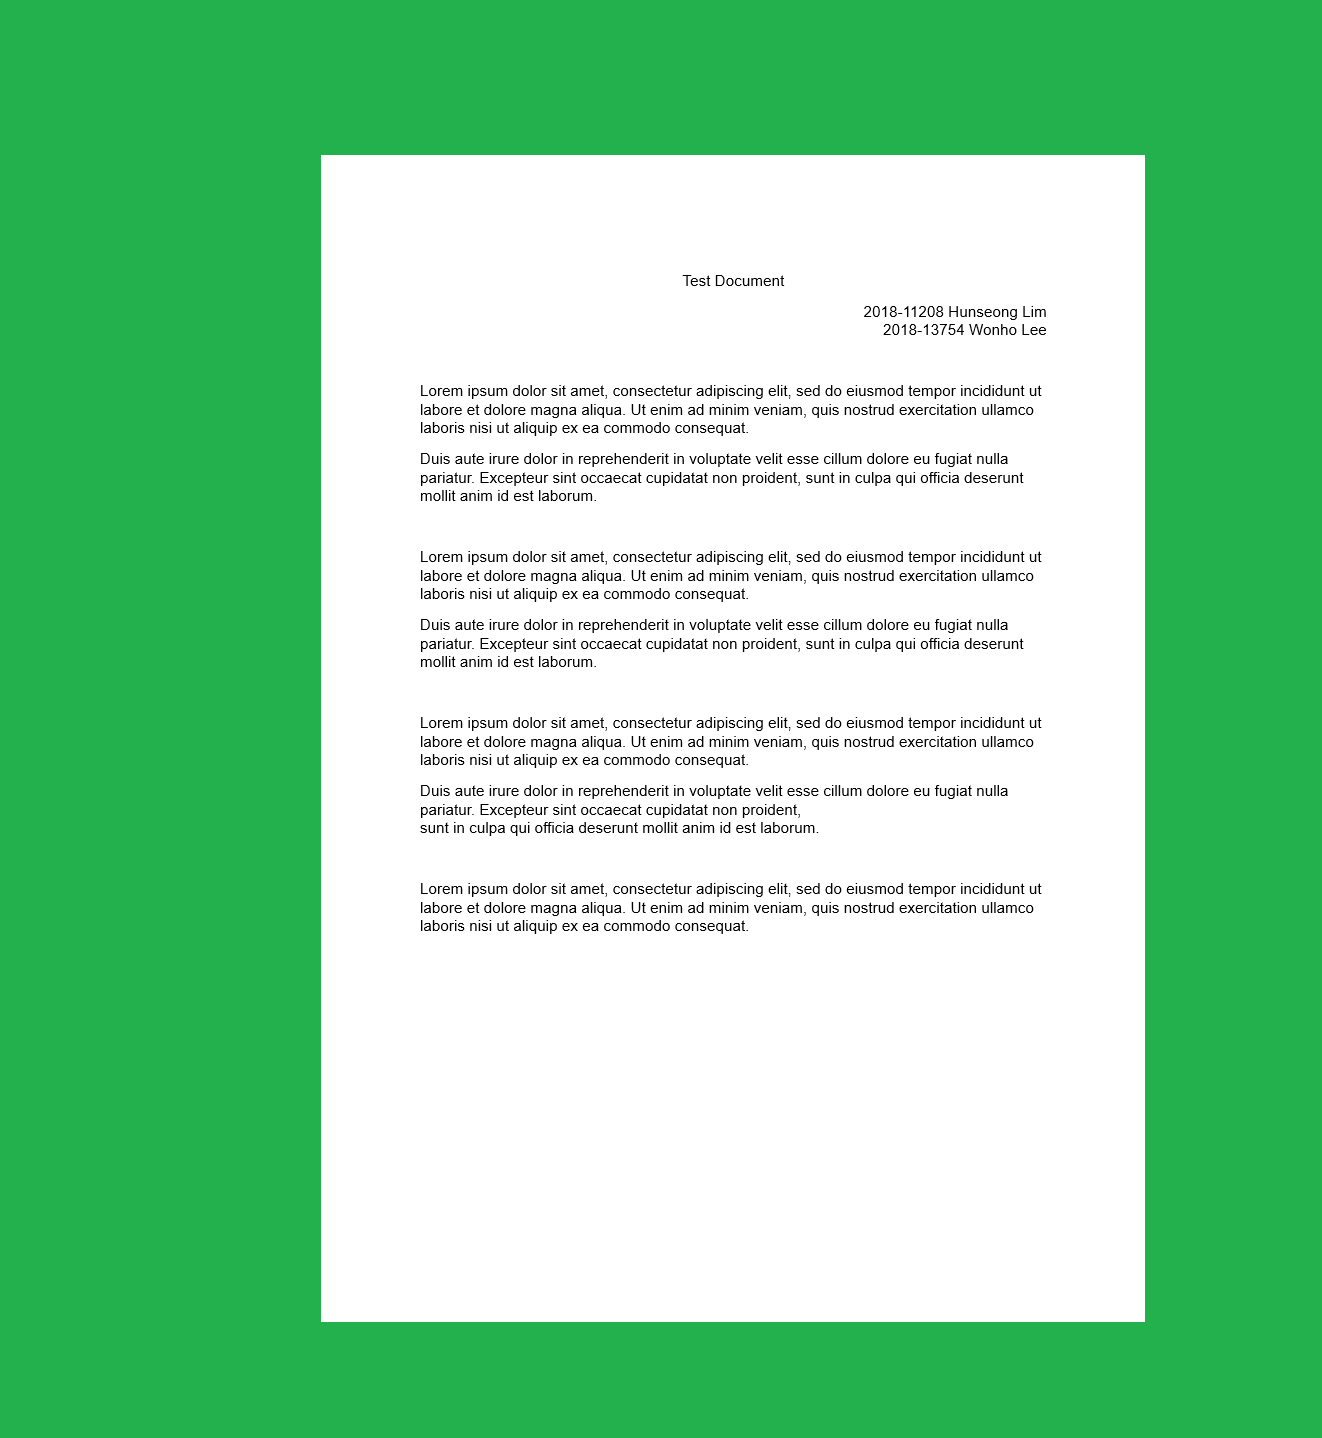 Test Document
2018-11208 Hunseong Lim
2018-13754 Wonho Lee
Lorem ipsum dolor sit amet, consectetur adipiscing elit, sed do eiusmod tempor incididunt ut
labore et dolore magna aliqua. Ut enim ad minim veniam, quis nostrud exercitation ullamco
laboris nisi ut aliquip ex ea commodo consequat.
Duis aute irure dolor in reprehenderit in voluptate velit esse cillum dolore eu fugiat nulla
pariatur. Excepteur sint occaecat cupidatat non proident, sunt in culpa qui officia deserunt
mollit anim id est laborum.
Lorem ipsum dolor sit amet, consectetur adipiscing elit, sed do eiusmod tempor incididunt ut
labore et dolore magna aliqua. Ut enim ad minim veniam, quis nostrud exercitation ullamco
laboris nisi ut aliquip ex ea commodo consequat.
Duis aute irure dolor in reprehenderit in voluptate velit esse cillum dolore eu fugiat nulla
pariatur. Excepteur sint occaecat cupidatat non proident, sunt in culpa qui officia deserunt
mollit anim id est laborum.
Lorem ipsum dolor sit amet, consectetur adipiscing elit, sed do eiusmod tempor incididunt ut
labore et dolore magna aliqua. Ut enim ad minim veniam, quis nostrud exercitation ullamco
laboris nisi ut aliquip ex ea commodo consequat.
Duis aute irure dolor in reprehenderit in voluptate velit esse cillum dolore eu fugiat nulla
pariatur. Excepteur sint occaecat cupidatat non proident,
sunt in culpa qui officia deserunt mollit anim id est laborum.
Lorem ipsum dolor sit amet, consectetur adipiscing elit, sed do eiusmod tempor incididunt ut
labore et dolore magna aliqua. Ut enim ad minim veniam, quis nostrud exercitation ullamco
laboris nisi ut aliquip ex ea commodo consequat.